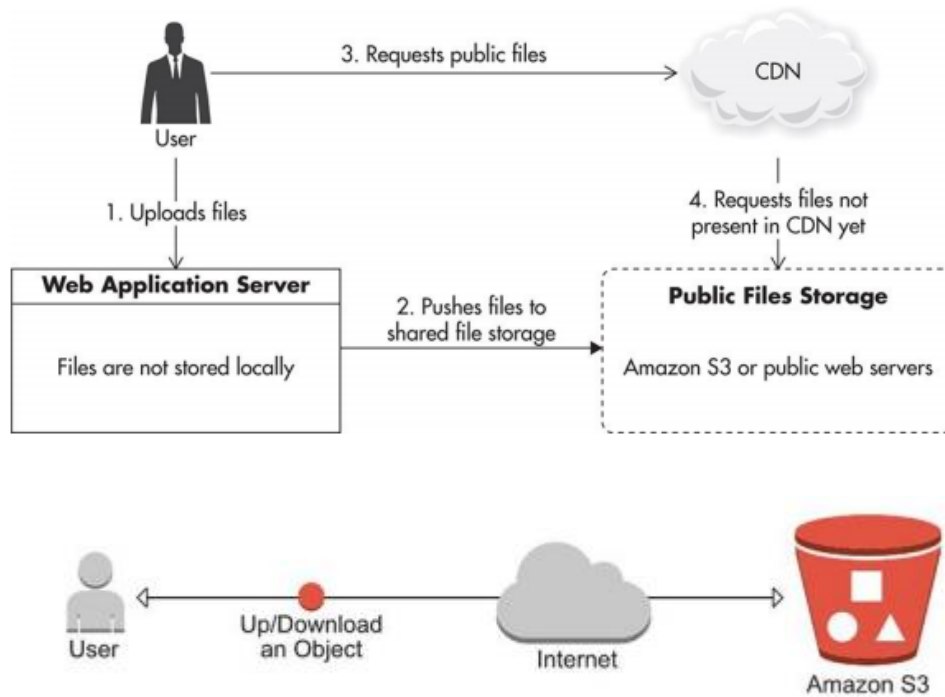 3. Requests public files
CDN
User
1. Uploads files
4. Requests files not
present in CDN yet
Web Application Server
Files are not stored locally
2. Pushes files to
shared file storage
Public Files Storage
Amazon S3 or public web servers
User
Up/Download
an Object
Internet
Amazon S3